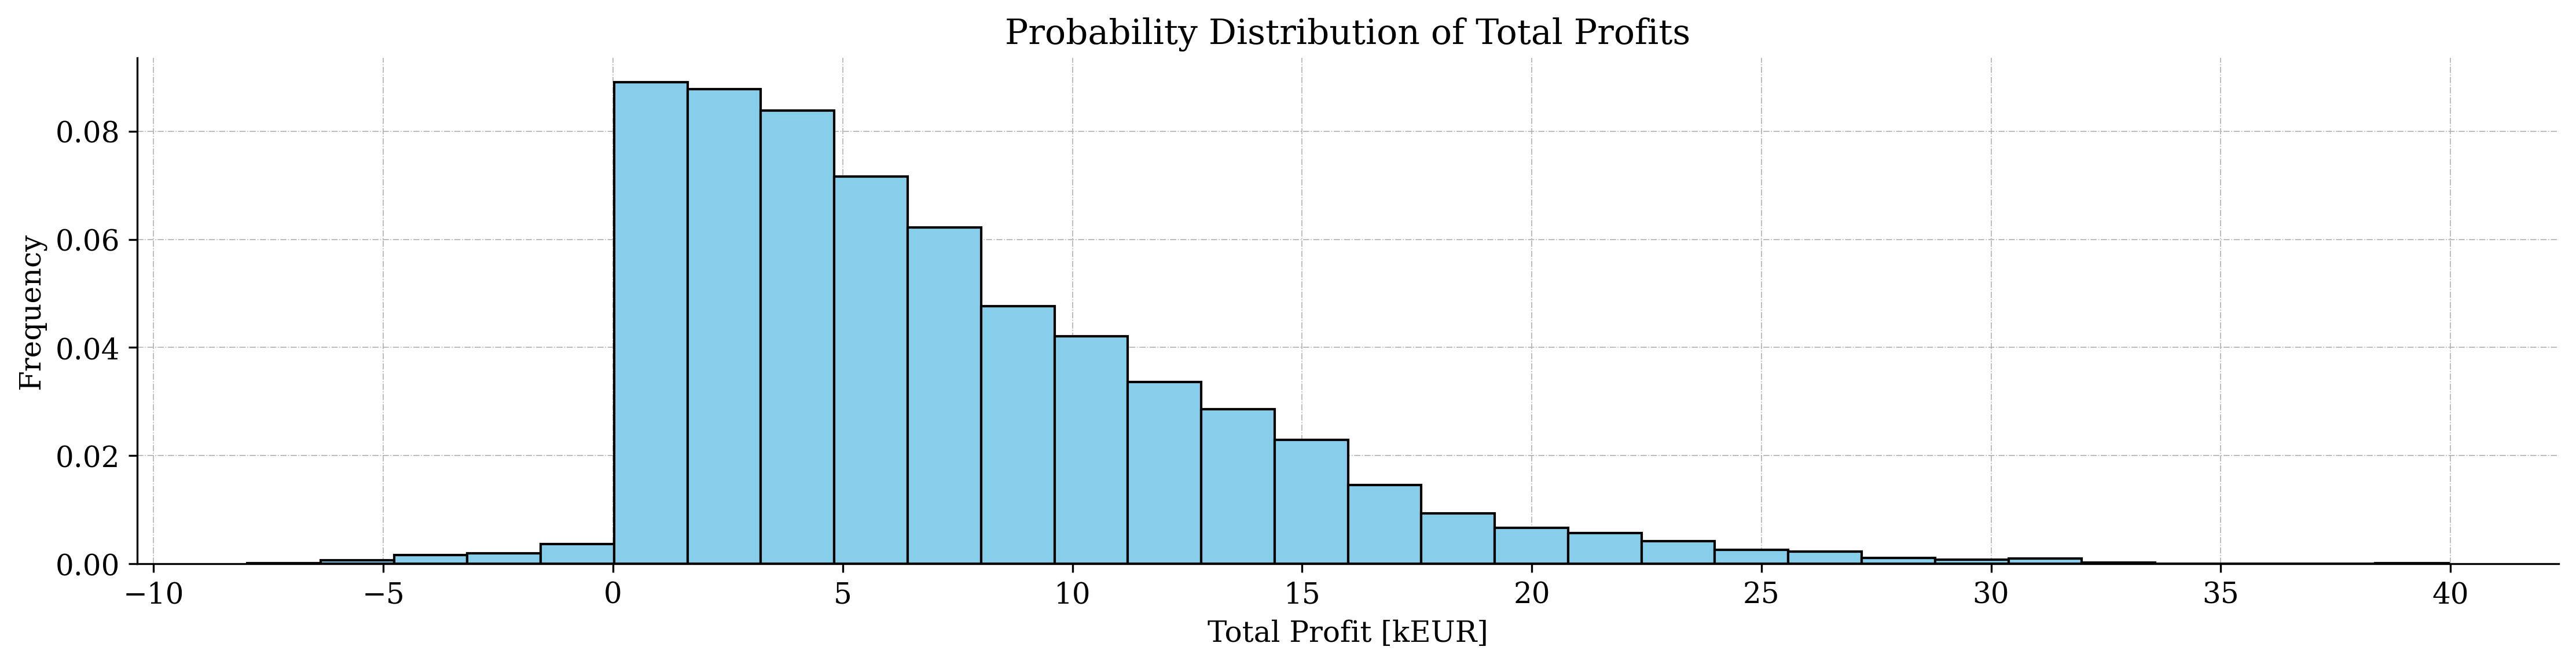 Probability Distribution of Total Profits
Frequency
0.08
0.06
0.04
0.02
0.00
−10 −5 0 5 10 15 20 25 30 35 40
Total Profit [kEUR]